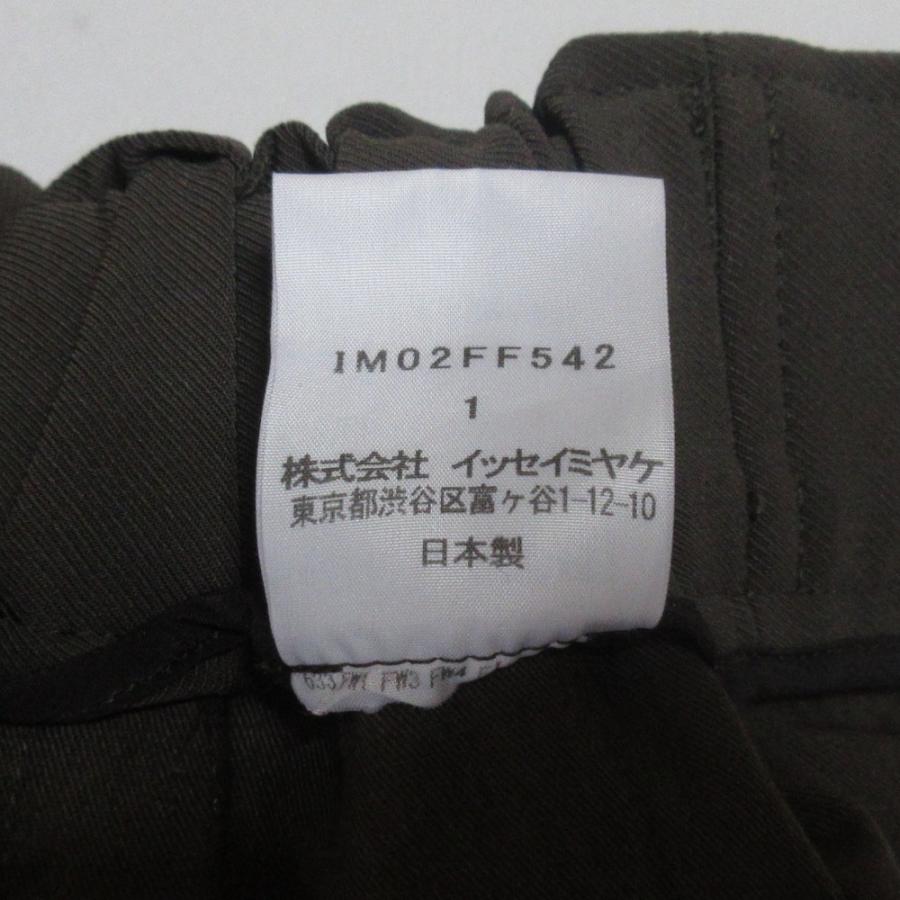 IM02FF542
1
株式会社 イッセイミヤケ
東京都渋谷区富ヶ谷1-12-10
日本製
FW3